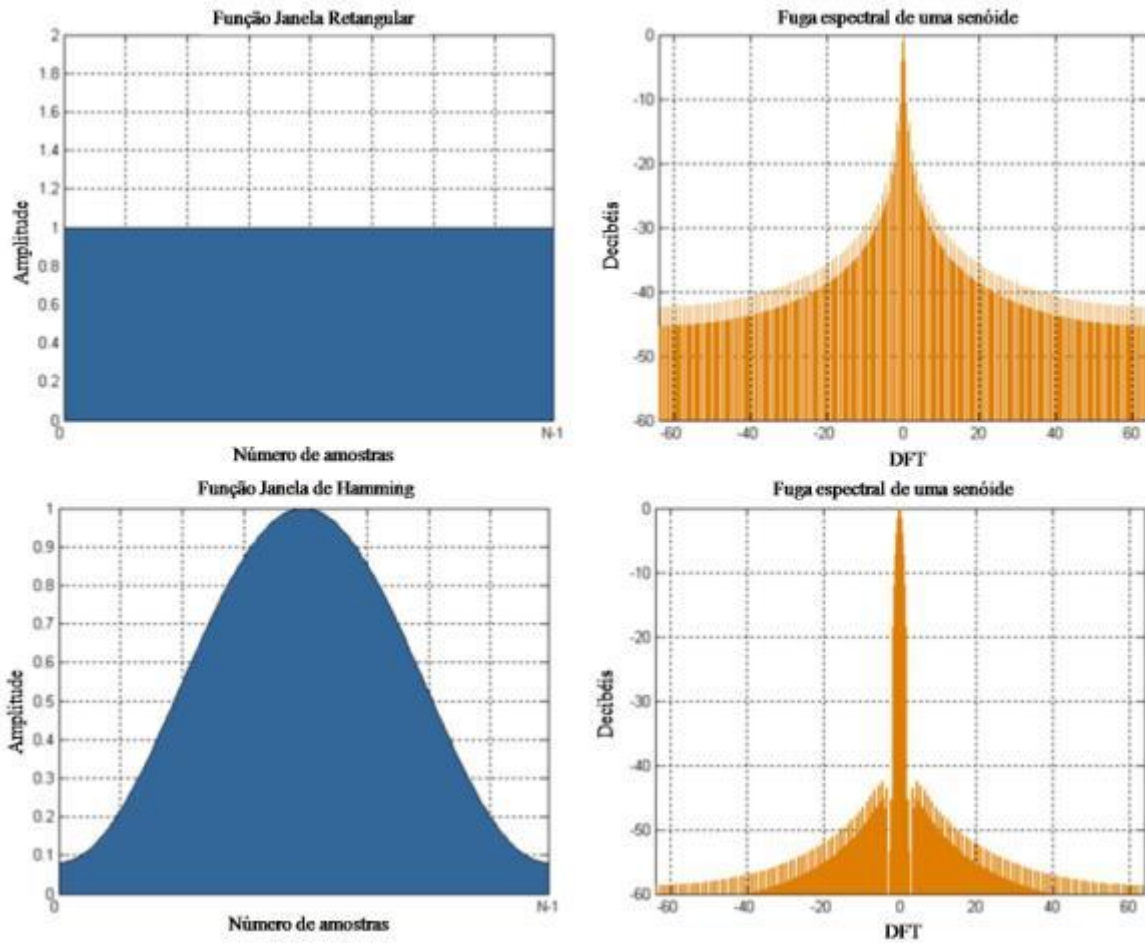 Função Janela Retangular
2
1.8
1.6
1.4
1.2
1
0.8
0.6
0.4
0.2
0
Amplitude
0
N-1
Número de amostras
Fuga espectral de uma senóide
0
-10
-20
-30
-40
-50
-60
Decibéis
-60 -40 -20 0 20 40 60
DFT
Função Janela de Hamming
1
0.9
0.8
0.7
0.6
0.5
0.4
0.3
0.2
0.1
0
Amplitude
0
N-1
Número de amostras
Fuga espectral de uma senóide
0
-10
-20
-30
-40
-50
-60
Decibéis
-60 -40 -20 0 20 40 60
DFT